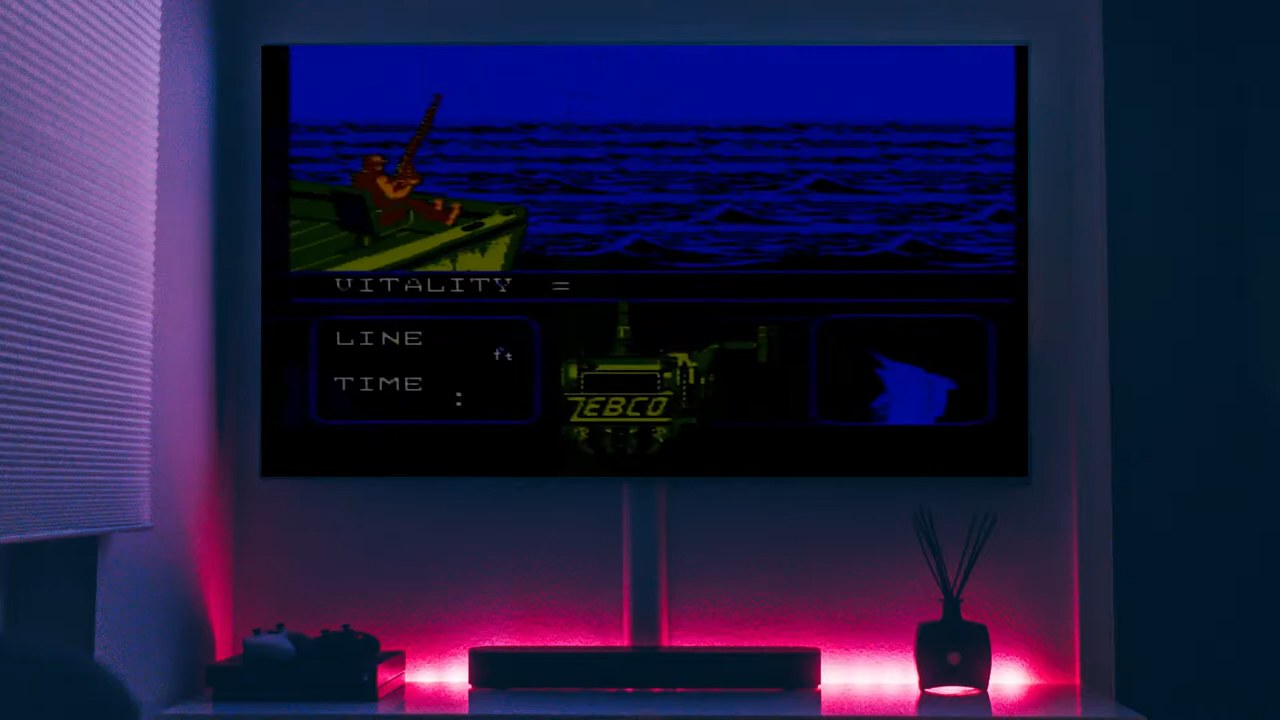 VITALITY =
LINE
ft
TIME
:
ZEBCO